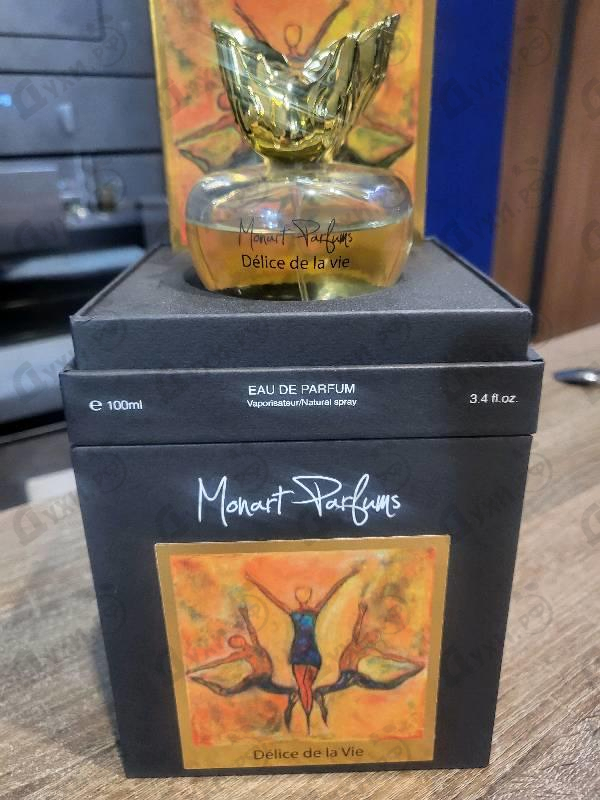 Monart Parfums
Délice de la vie
EAU DE PARFUM
Vaporisateur/Natural spray
e 100ml
3.4 fl.oz.
Monart Parfums
Délice de la Vie